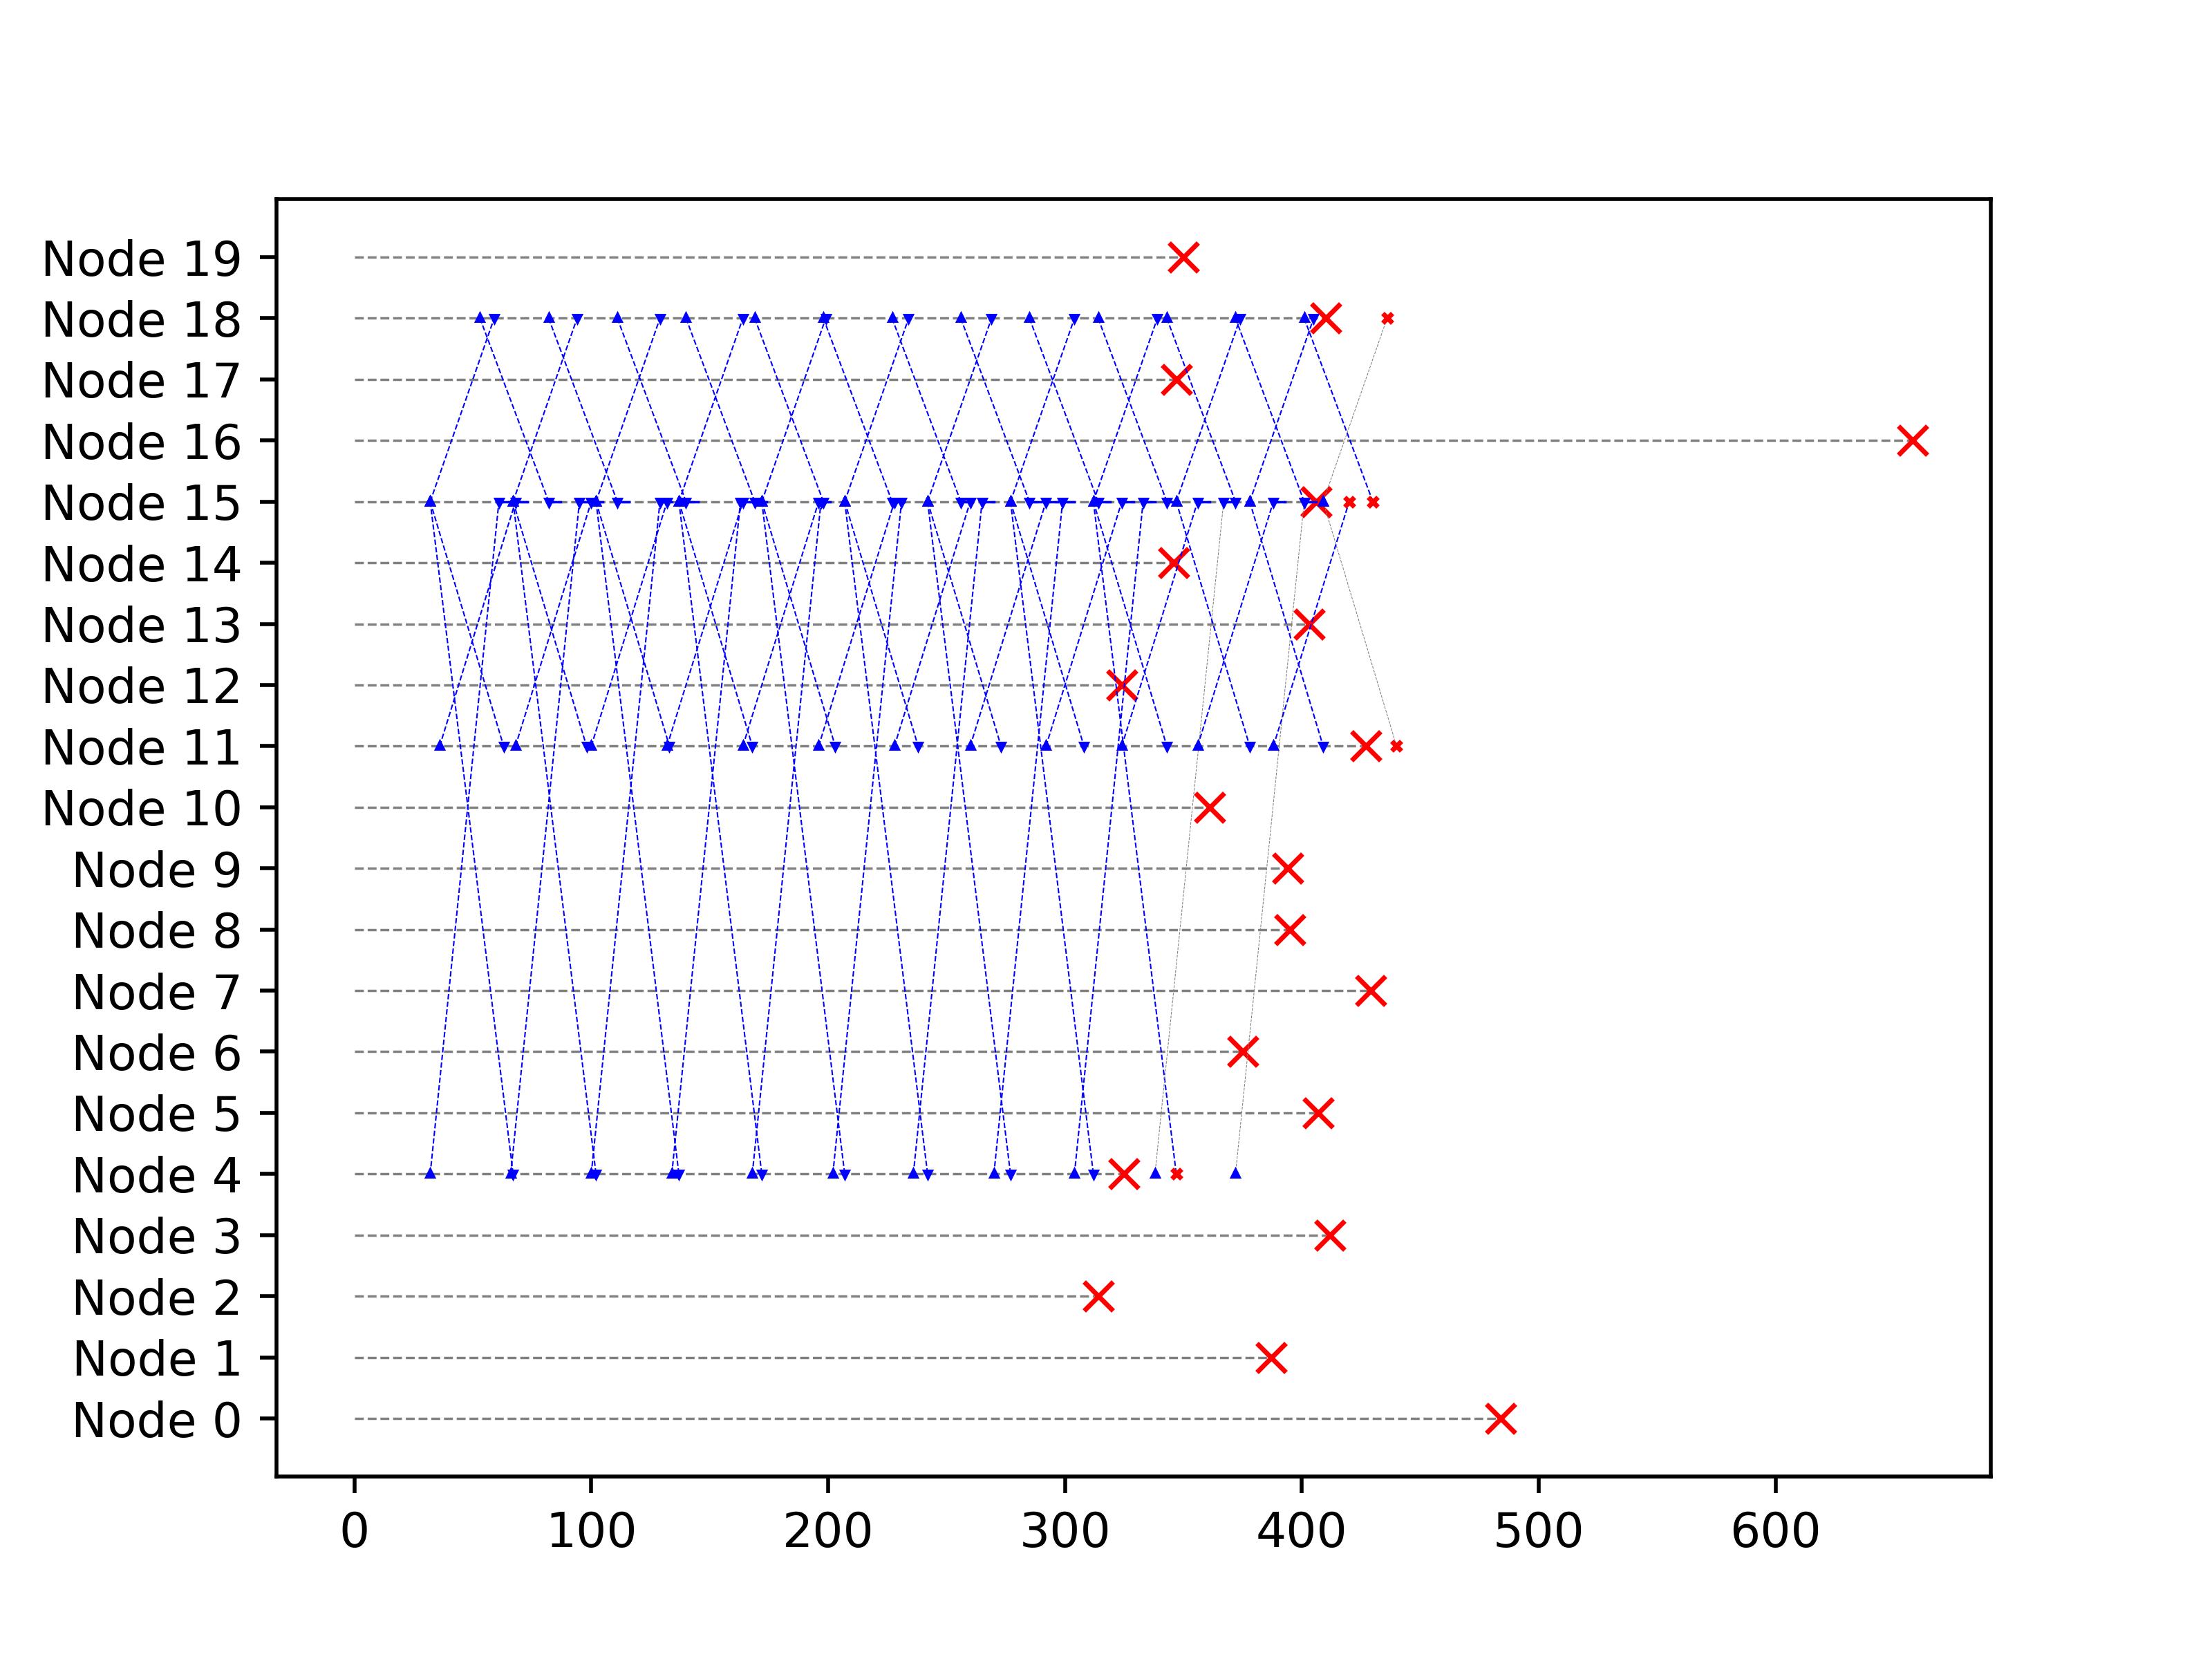 Node 19
Node 18
Node 17
Node 16
Node 15
Node 14
Node 13
Node 12
Node 11
Node 10
Node 9
Node 8
Node 7
Node 6
Node 5
Node 4
Node 3
Node 2
Node 1
Node 0
0 100 200 300 400 500 600